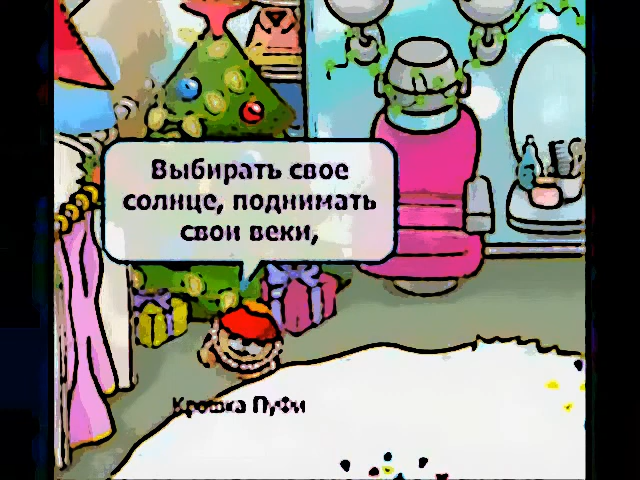 Выбирать свое
солнце, поднимать
свои веки,
Крошка Пуфи